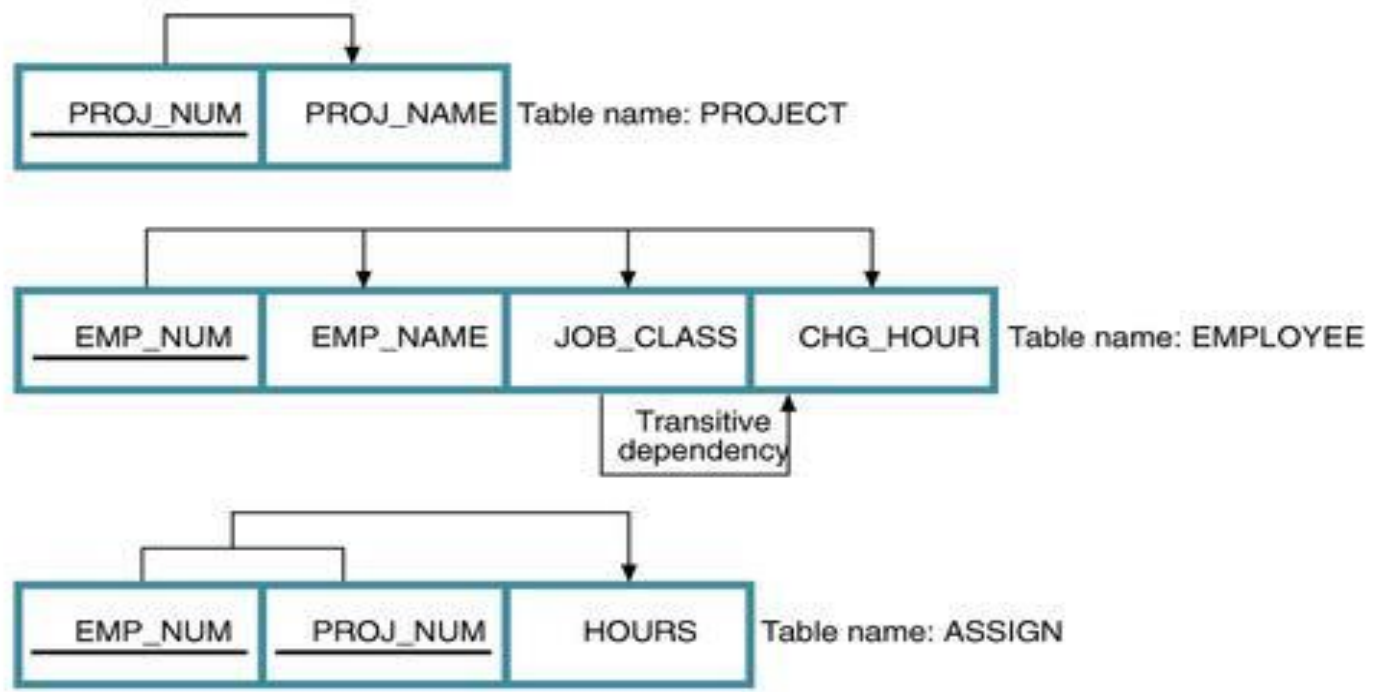 PROJ_NUM PROJ_NAME Table name: PROJECT
EMP_NUM EMP_NAME JOB_CLASS CHG_HOUR Table name: EMPLOYEE
Transitive
dependency
EMP_NUM PROJ_NUM HOURS Table name: ASSIGN